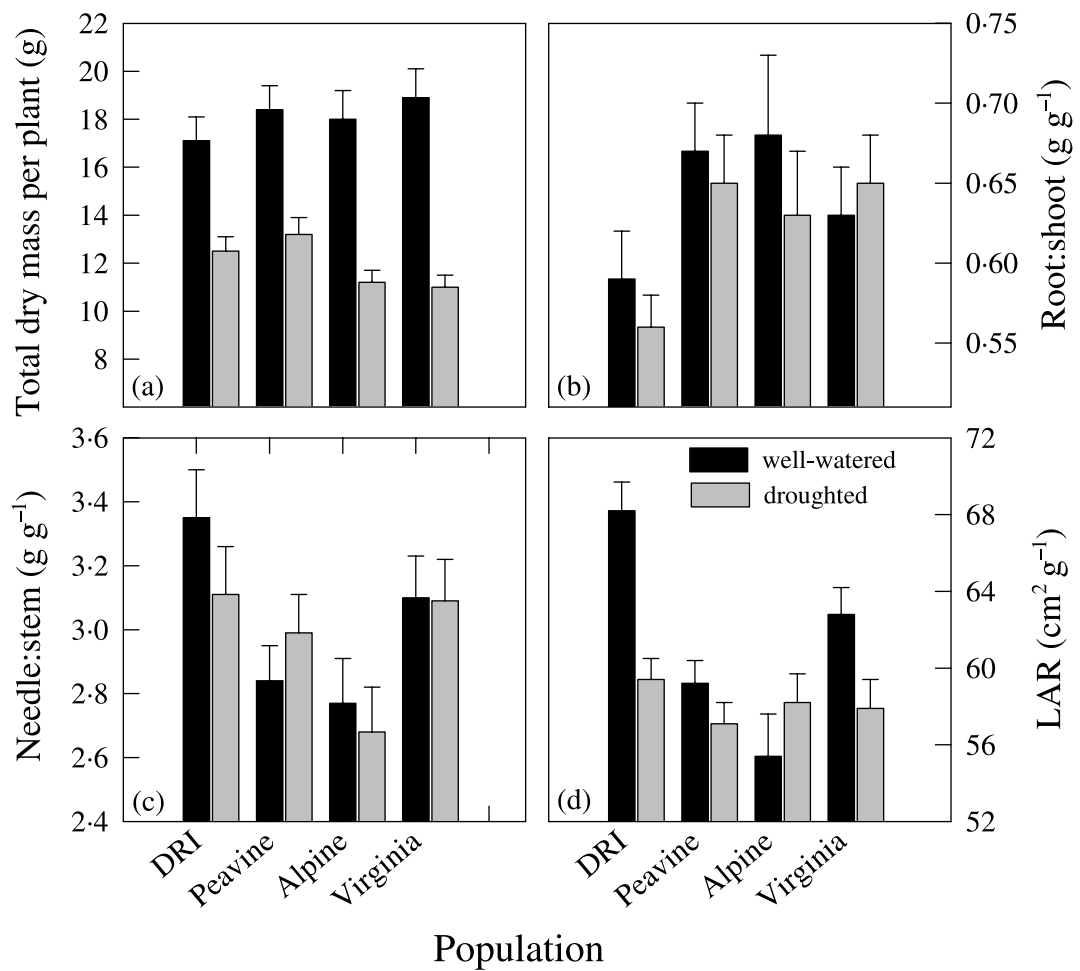 Total dry mass per plant (g)
22
20
18
16
14
12
10
8
(a)
0·75
0·70
0·65
0·60
0·55
(b)
Root:shoot (g g⁻¹)
Needle:stem (g g⁻¹)
3·6
3·4
3·2
3·0
2·8
2·6
2·4
(c)
well-watered
droughted
72
68
64
60
56
52
(d)
LAR (cm² g⁻¹)
DRI
Peavine
Alpine
Virginia
DRI
Peavine
Alpine
Virginia
Population